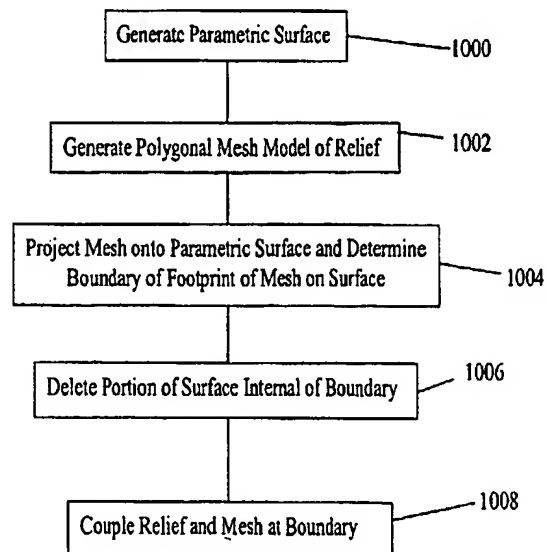 Generate Parametric Surface
1000
Generate Polygonal Mesh Model of Relief
1002
Project Mesh onto Parametric Surface and Determine
Boundary of Footprint of Mesh on Surface
1004
Delete Portion of Surface Internal of Boundary
1006
Couple Relief and Mesh at Boundary
1008